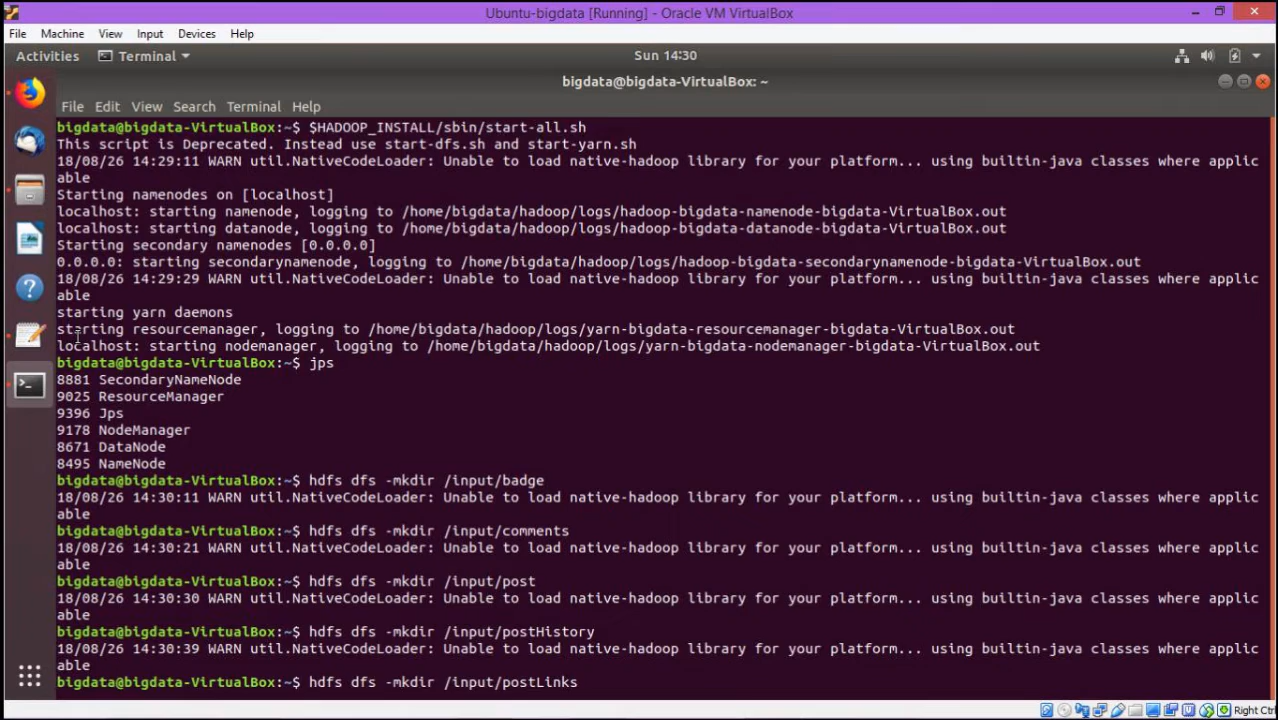 Ubuntu-bigdata [Running] - Oracle VM VirtualBox
File Machine View Input Devices Help
Activities Terminal Sun 14:30
bigdata@bigdata-VirtualBox: ~
File Edit View Search Terminal Help
bigdata@bigdata-VirtualBox:~$ $HADOOP_INSTALL/sbin/start-all.sh
This script is Deprecated. Instead use start-dfs.sh and start-yarn.sh
18/08/26 14:29:11 WARN util.NativeCodeLoader: Unable to load native-hadoop library for your platform... using builtin-java classes where applic
able
Starting namenodes on [localhost]
localhost: starting namenode, logging to /home/bigdata/hadoop/logs/hadoop-bigdata-namenode-bigdata-VirtualBox.out
localhost: starting datanode, logging to /home/bigdata/hadoop/logs/hadoop-bigdata-datanode-bigdata-VirtualBox.out
Starting secondary namenodes [0.0.0.0]
0.0.0.0: starting secondarynamenode, logging to /home/bigdata/hadoop/logs/hadoop-bigdata-secondarynamenode-bigdata-VirtualBox.out
18/08/26 14:29:29 WARN util.NativeCodeLoader: Unable to load native-hadoop library for your platform... using builtin-java classes where applic
able
starting yarn daemons
starting resourcemanager, logging to /home/bigdata/hadoop/logs/yarn-bigdata-resourcemanager-bigdata-VirtualBox.out
localhost: starting nodemanager, logging to /home/bigdata/hadoop/logs/yarn-bigdata-nodemanager-bigdata-VirtualBox.out
bigdata@bigdata-VirtualBox:~$ jps
8881 SecondaryNameNode
9025 ResourceManager
9396 Jps
9178 NodeManager
8671 DataNode
8495 NameNode
bigdata@bigdata-VirtualBox:~$ hdfs dfs -mkdir /input/badge
18/08/26 14:30:11 WARN util.NativeCodeLoader: Unable to load native-hadoop library for your platform... using builtin-java classes where applic
able
bigdata@bigdata-VirtualBox:~$ hdfs dfs -mkdir /input/comments
18/08/26 14:30:21 WARN util.NativeCodeLoader: Unable to load native-hadoop library for your platform... using builtin-java classes where applic
able
bigdata@bigdata-VirtualBox:~$ hdfs dfs -mkdir /input/post
18/08/26 14:30:30 WARN util.NativeCodeLoader: Unable to load native-hadoop library for your platform... using builtin-java classes where applic
able
bigdata@bigdata-VirtualBox:~$ hdfs dfs -mkdir /input/postHistory
18/08/26 14:30:39 WARN util.NativeCodeLoader: Unable to load native-hadoop library for your platform... using builtin-java classes where applic
able
bigdata@bigdata-VirtualBox:~$ hdfs dfs -mkdir /input/postLinks
Right Ctrl